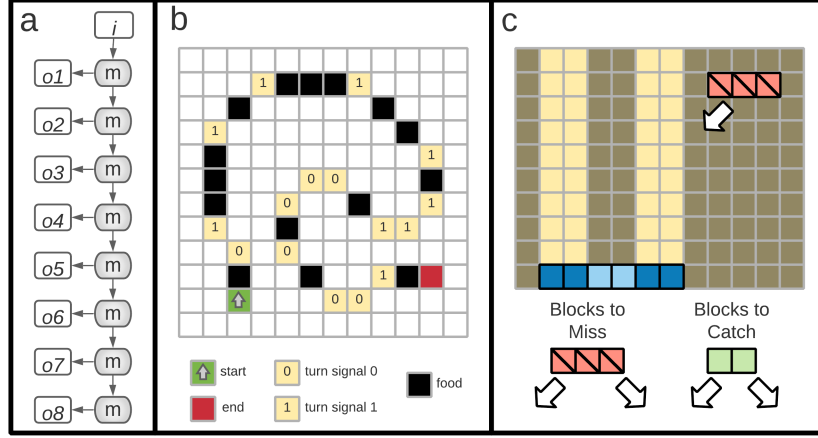 a
i
o1 m
o2 m
o3 m
o4 m
o5 m
o6 m
o7 m
o8 m
b
1 1
1
1
0 0
0 1
1 1 1
0 0
1
0 0
start
0 turn signal 0
food
end
1 turn signal 1
c
Blocks to
Miss
Blocks to
Catch